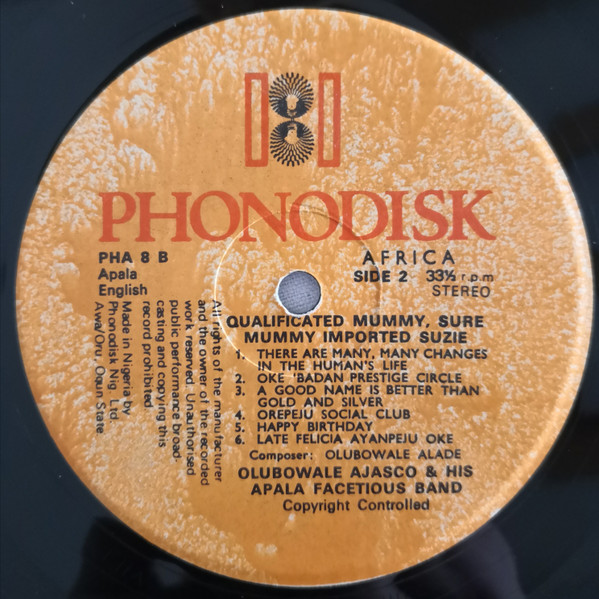 PHONODISK
PHA 8 B
Apala
English
AFRICA
SIDE 2 33⅓ r.p.m
STEREO
QUALIFICATED MUMMY, SURE
MUMMY IMPORTED SUZIE
1. THERE ARE MANY, MANY CHANGES
IN THE HUMAN'S LIFE
2. OKE 'BADAN PRESTIGE CIRCLE
3. A GOOD NAME IS BETTER THAN
GOLD AND SILVER
4. OREPEJU SOCIAL CLUB
5. HAPPY BIRTHDAY
6. LATE FELICIA AYANPEJU OKE
Composer: OLUBOWALE ALADE
OLUBOWALE AJASCO & HIS
APALA FACETIOUS BAND
Copyright Controlled
All rights of the manufacturer
and the owner of the recorded
work reserved. Unauthorised
public performance broad-
casting and copying this
record prohibited
Made in Nigeria by
Phonodisk Nig. Ltd.
Awa/Oru, Ogun State